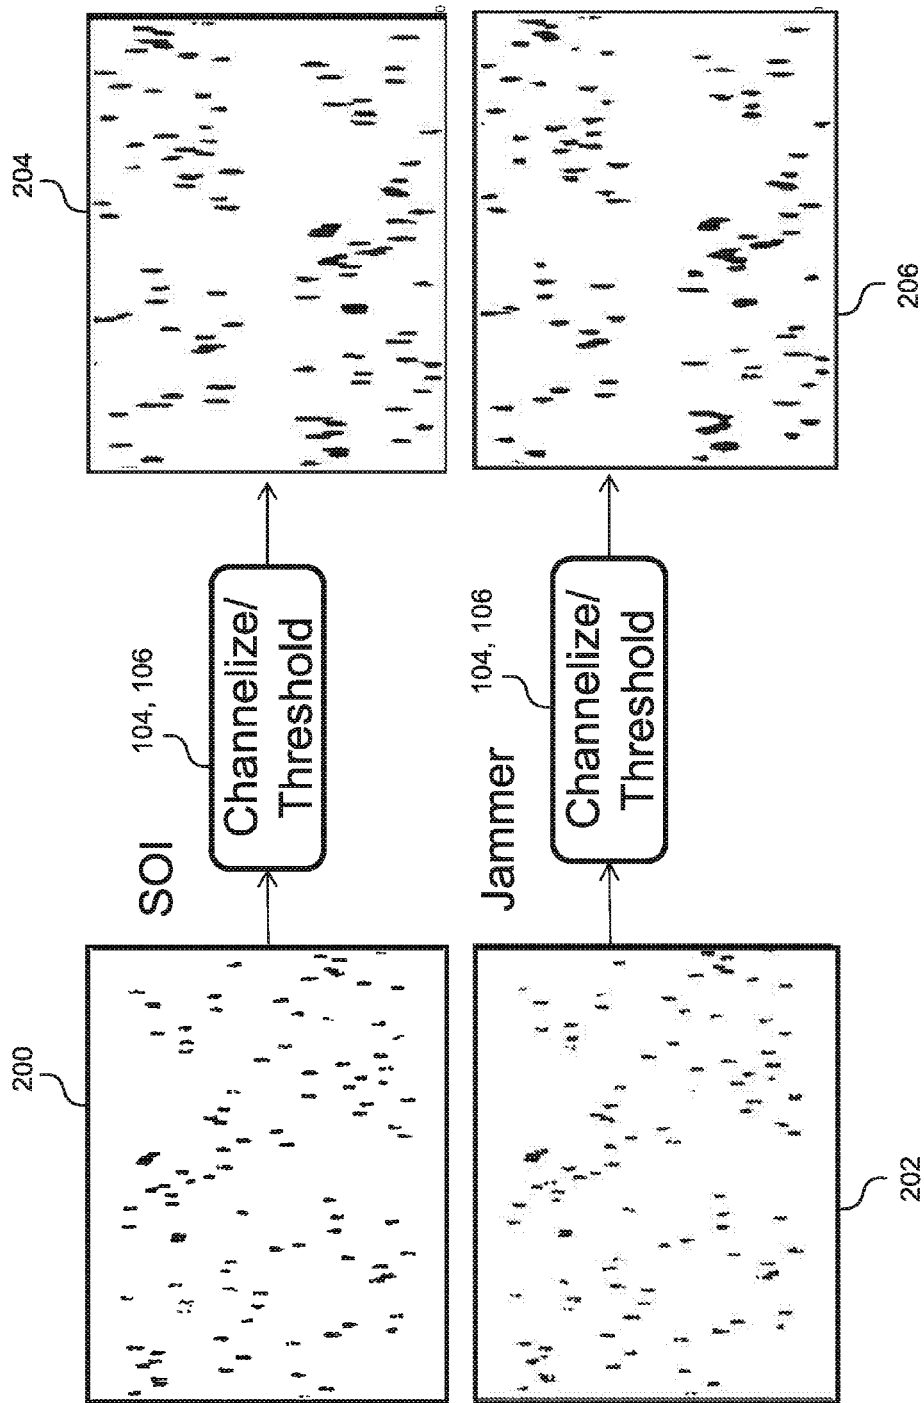 200
SOI
104, 106
Channelize/
Threshold
204
202
Jammer
104, 106
Channelize/
Threshold
206